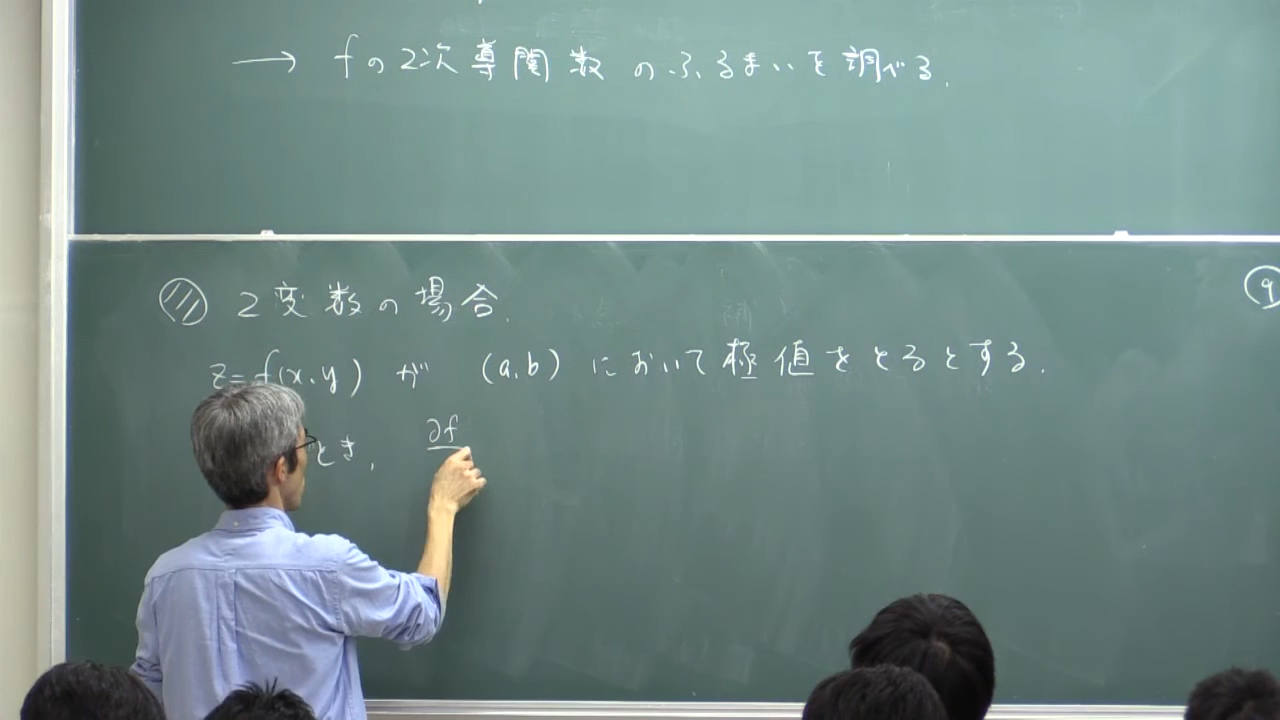 → fの2次導関数のふるまいを調べる.
2変数の場合.
9
z=f(x,y) が (a,b) において極値をとるとする.
とき, ∂f